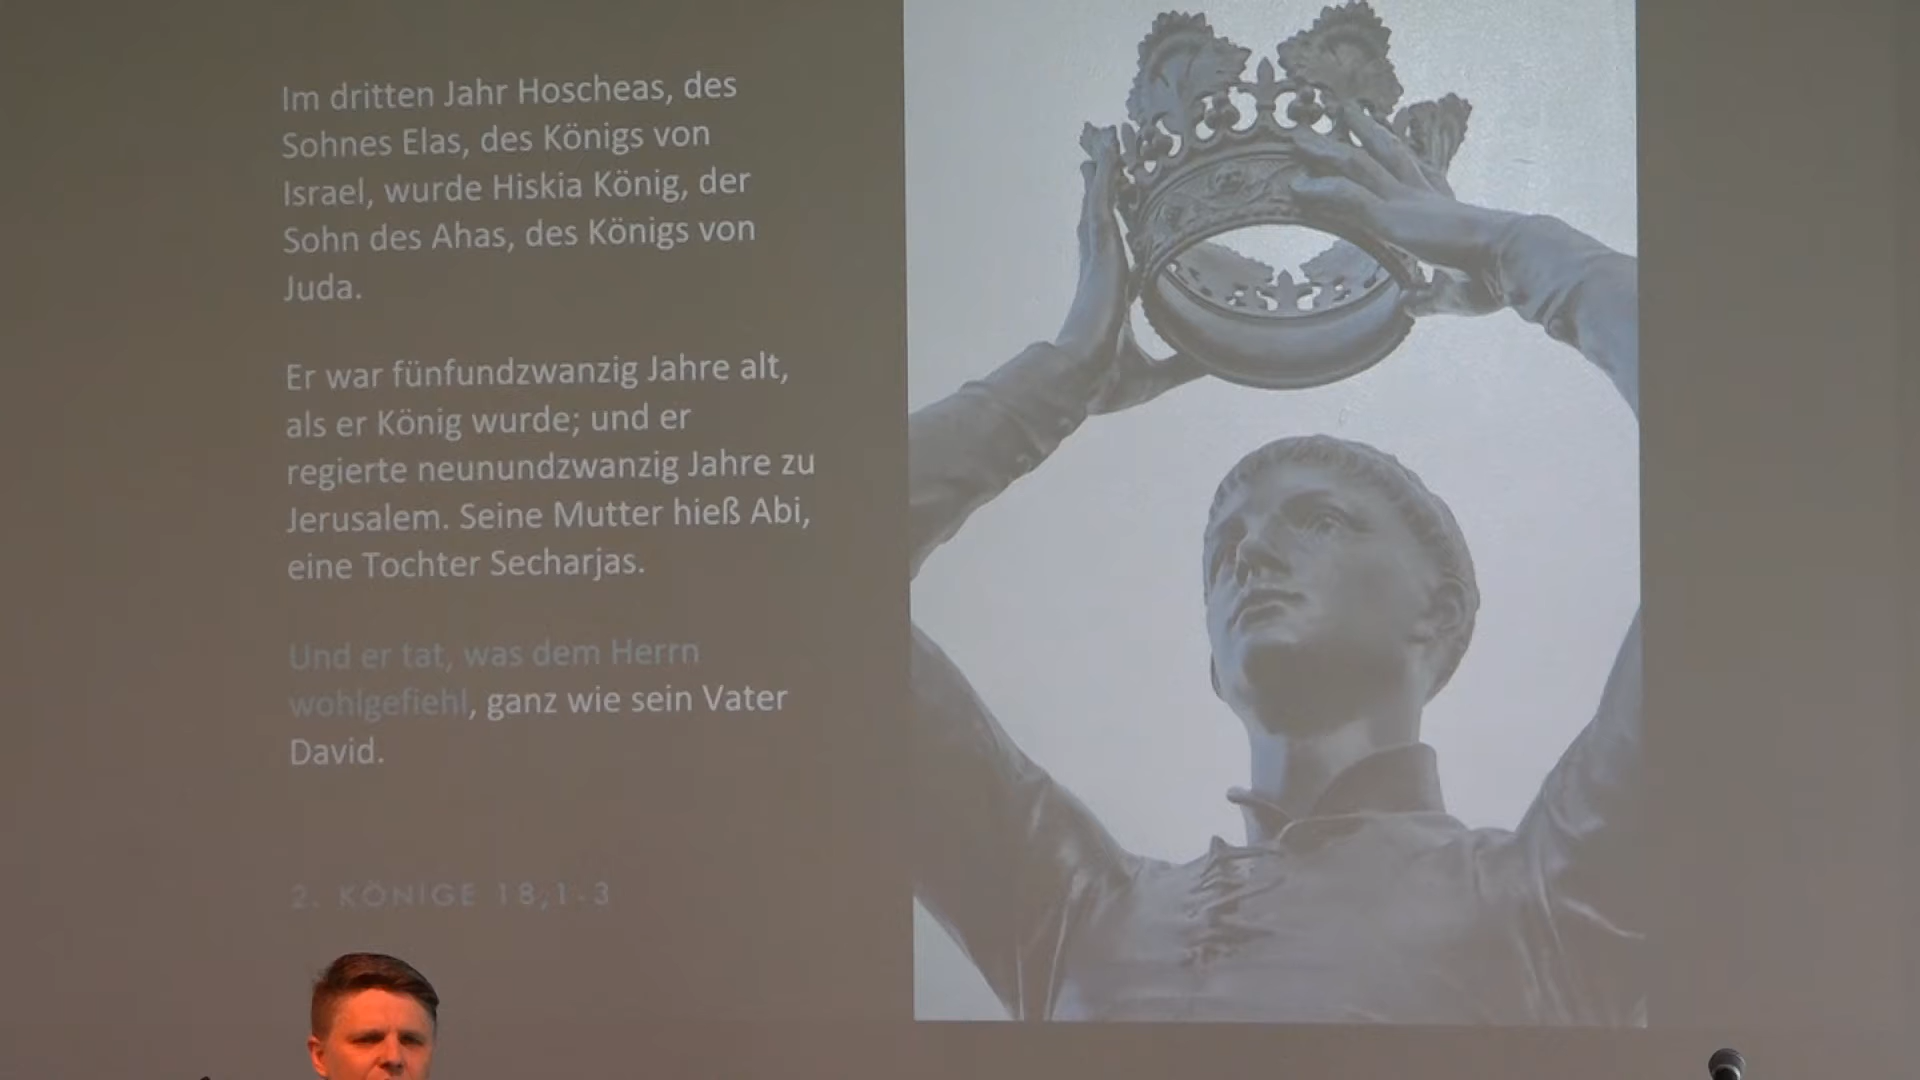 Im dritten Jahr Hoscheas, des
Sohnes Elas, des Königs von
Israel, wurde Hiskia König, der
Sohn des Ahas, des Königs von
Juda.
Er war fünfundzwanzig Jahre alt,
als er König wurde; und er
regierte neunundzwanzig Jahre zu
Jerusalem. Seine Mutter hieß Abi,
eine Tochter Secharjas.
Und er tat, was dem Herrn
wohlgefiehl, ganz wie sein Vater
David.
2. KÖNIGE 18,1-3